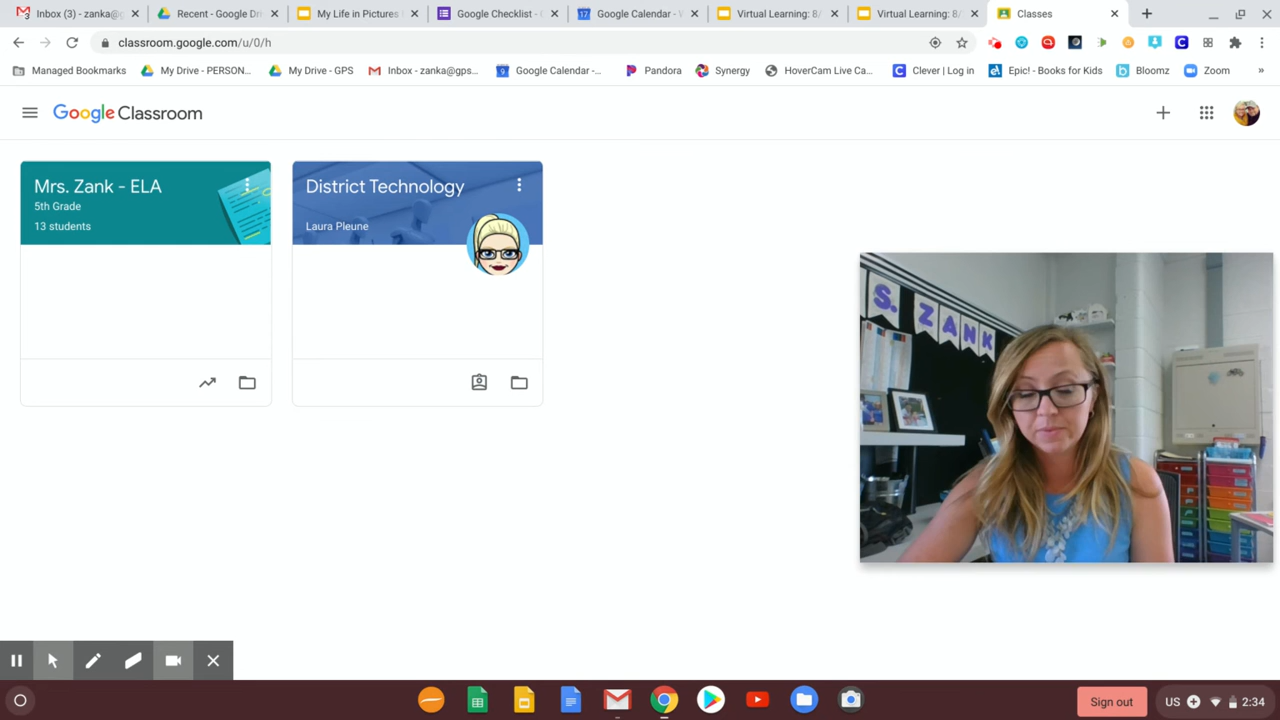 Inbox (3) - zanka@g
Recent - Google Dri
My Life in Pictures
Google Checklist - 
Google Calendar - W
Virtual Learning: 8/
Virtual Learning: 8/
Classes
classroom.google.com/u/0/h
Managed Bookmarks
My Drive - PERSON...
My Drive - GPS
Inbox - zanka@gps...
Google Calendar -...
Pandora
Synergy
HoverCam Live Ca...
Clever | Log in
Epic! - Books for Kids
Bloomz
Zoom
»
Google Classroom
Mrs. Zank - ELA
5th Grade
13 students
District Technology
Laura Pleune
S. ZANK
Sign out
US
2:34